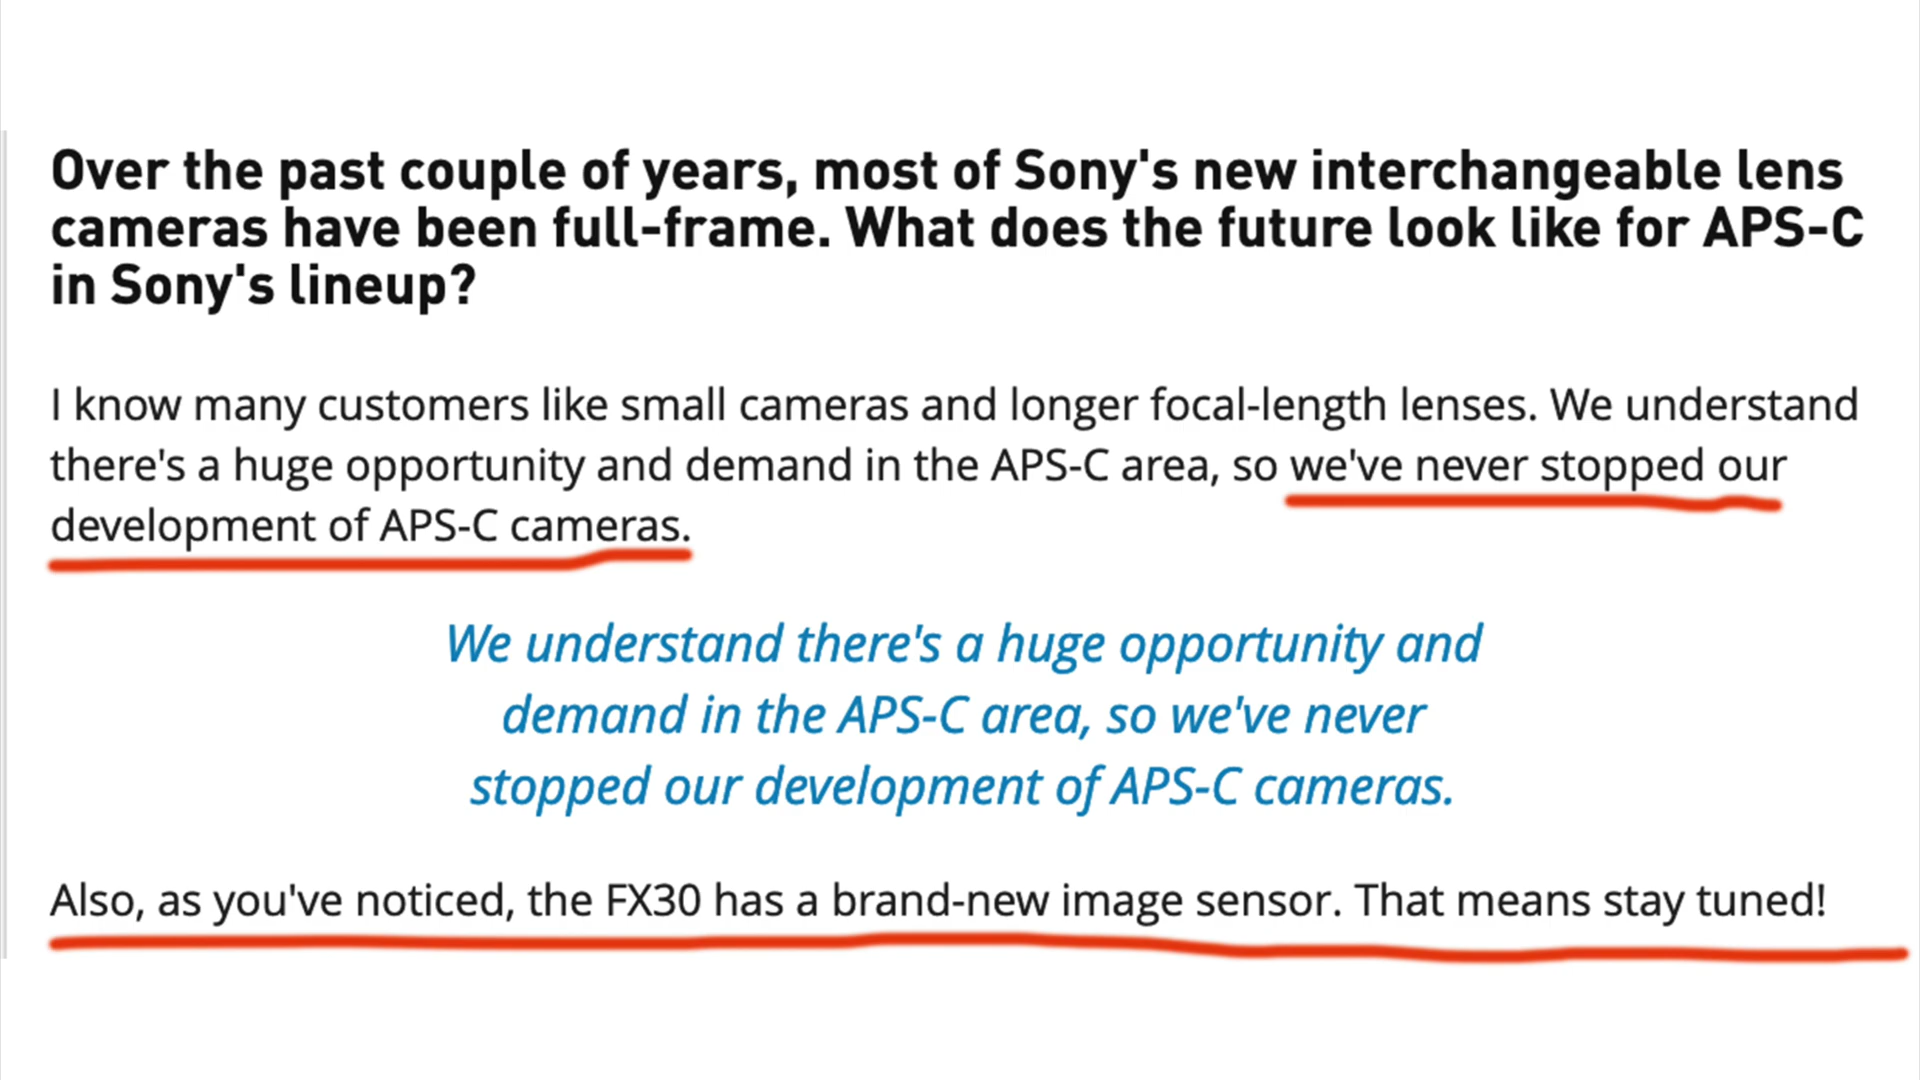 Over the past couple of years, most of Sony's new interchangeable lens
cameras have been full-frame. What does the future look like for APS-C
in Sony's lineup?
I know many customers like small cameras and longer focal-length lenses. We understand
there's a huge opportunity and demand in the APS-C area, so we've never stopped our
development of APS-C cameras.
We understand there's a huge opportunity and
demand in the APS-C area, so we've never
stopped our development of APS-C cameras.
Also, as you've noticed, the FX30 has a brand-new image sensor. That means stay tuned!